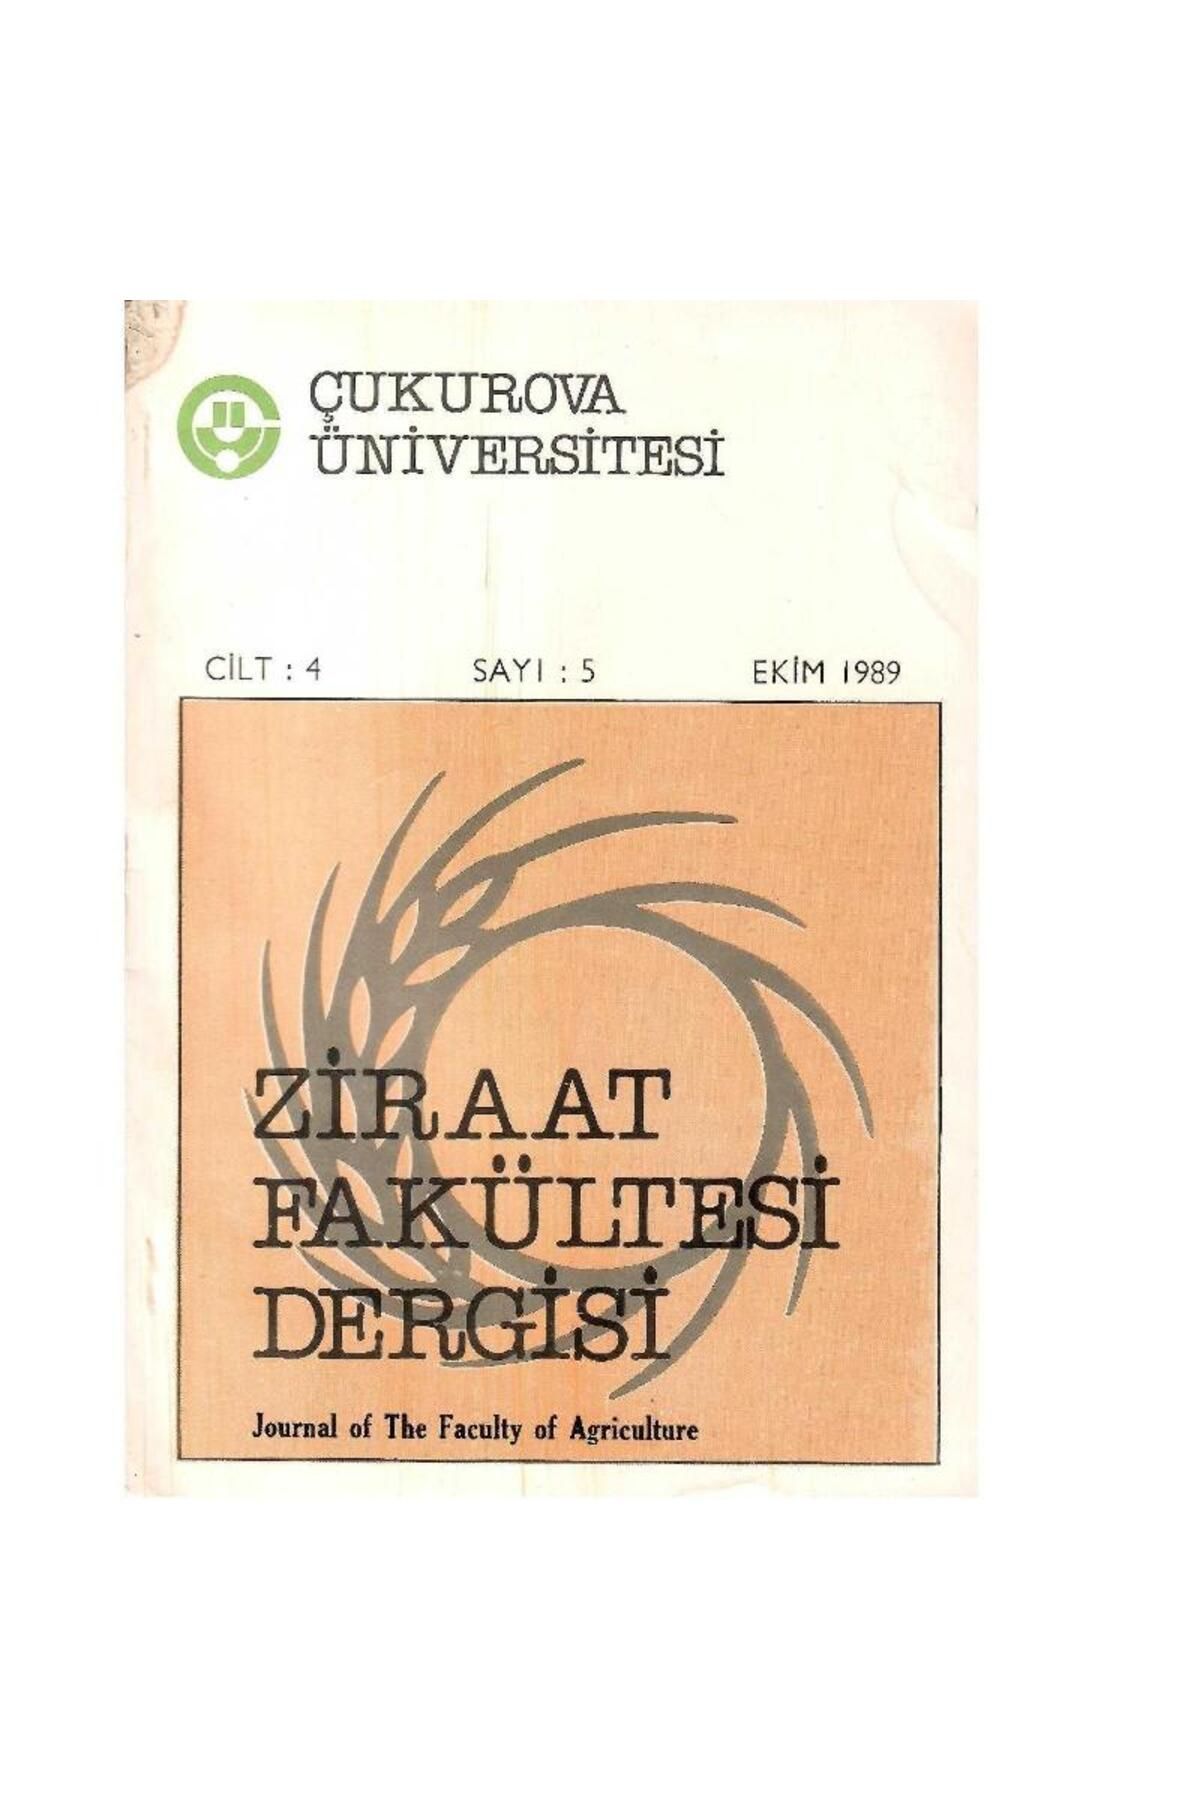 ÇUKUROVA
ÜNİVERSİTESİ
CİLT : 4 SAYI : 5 EKİM 1989
ZİRAAT
FAKÜLTESİ
DERGİSİ
Journal of The Faculty of Agriculture